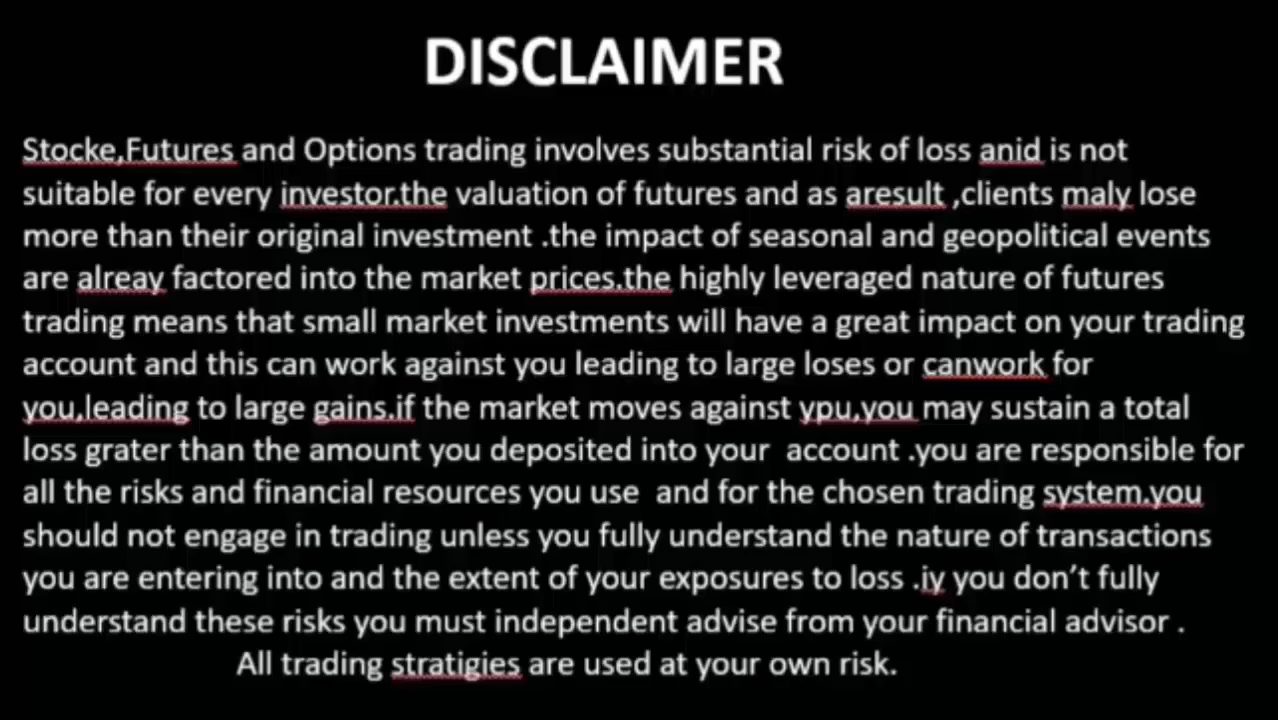 DISCLAIMER
Stocke,Futures and Options trading involves substantial risk of loss anid is not
suitable for every investor.the valuation of futures and as aresult ,clients maly lose
more than their original investment .the impact of seasonal and geopolitical events
are alreay factored into the market prices.the highly leveraged nature of futures
trading means that small market investments will have a great impact on your trading
account and this can work against you leading to large loses or canwork for
you,leading to large gains.if the market moves against ypu,you may sustain a total
loss grater than the amount you deposited into your  account .you are responsible for
all the risks and financial resources you use  and for the chosen trading system.you
should not engage in trading unless you fully understand the nature of transactions
you are entering into and the extent of your exposures to loss .iy you don’t fully
understand these risks you must independent advise from your financial advisor .
All trading stratigies are used at your own risk.